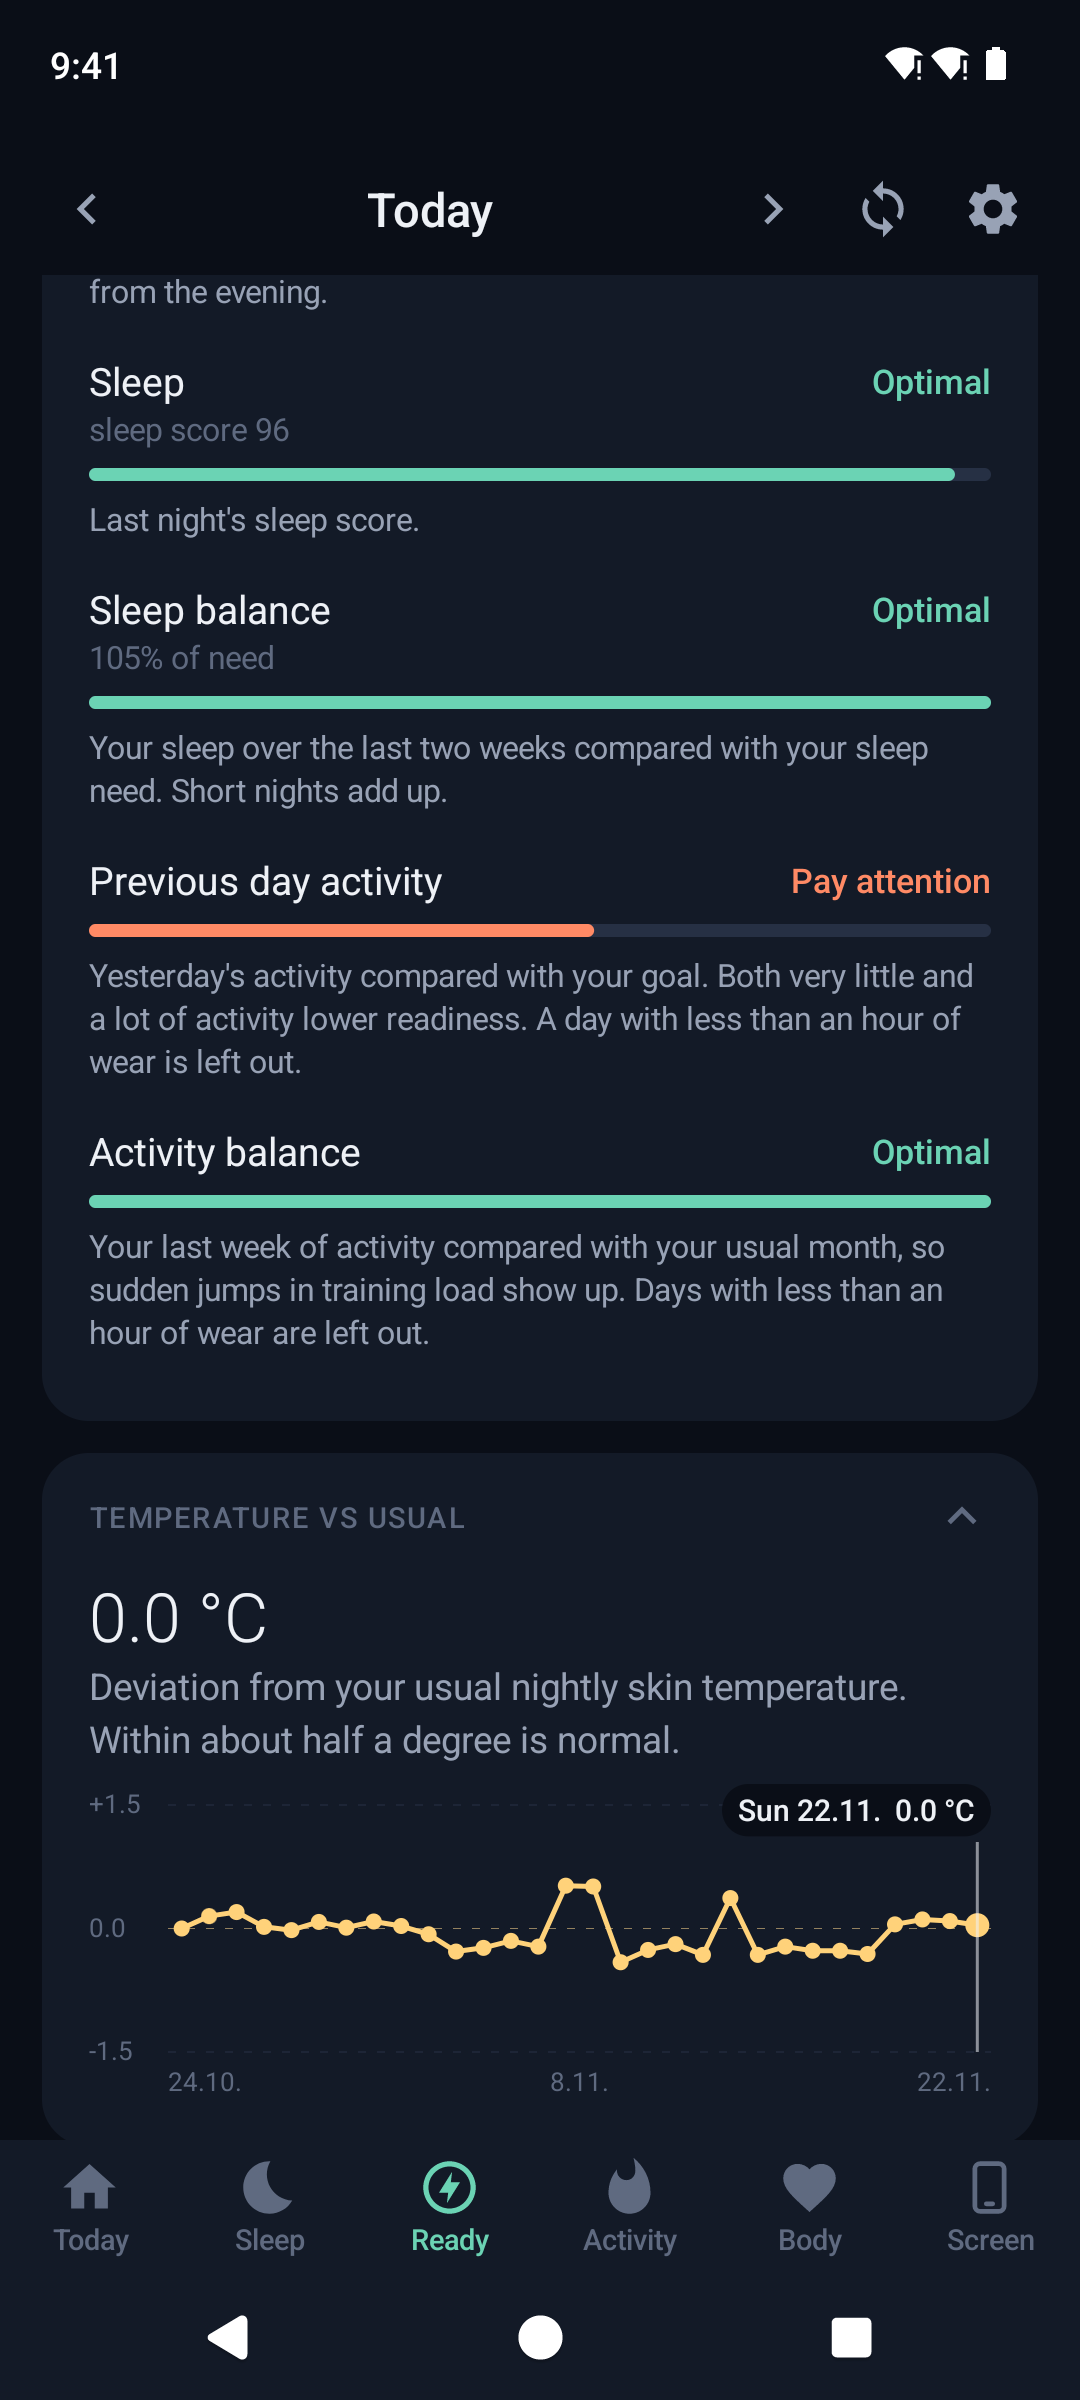 9:41
Today
from the evening.
Sleep
Optimal
sleep score 96
Last night's sleep score.
Sleep balance
Optimal
105% of need
Your sleep over the last two weeks compared with your sleep
need. Short nights add up.
Previous day activity
Pay attention
Yesterday's activity compared with your goal. Both very little and
a lot of activity lower readiness. A day with less than an hour of
wear is left out.
Activity balance
Optimal
Your last week of activity compared with your usual month, so
sudden jumps in training load show up. Days with less than an
hour of wear are left out.
TEMPERATURE VS USUAL
0.0 °C
Deviation from your usual nightly skin temperature.
Within about half a degree is normal.
+1.5
Sun 22.11. 0.0 °C
0.0
-1.5
24.10.
8.11.
22.11.
Today
Sleep
Ready
Activity
Body
Screen